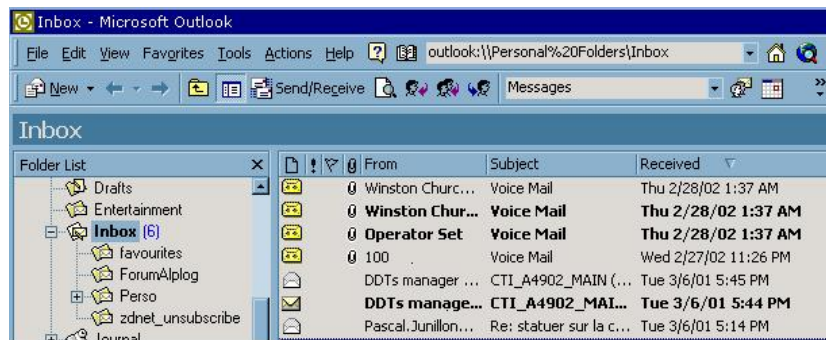 Inbox - Microsoft Outlook
File Edit View Favorites Tools Actions Help outlook:\\Personal%20Folders\Inbox
New Send/Receive Messages
Inbox
Folder List
Drafts
Entertainment
Inbox (6)
favourites
ForumAlplog
Perso
zdnet_unsubscribe
Journal
From Subject Received
Winston Churc... Voice Mail Thu 2/28/02 1:37 AM
Winston Chur... Voice Mail Thu 2/28/02 1:37 AM
Operator Set Voice Mail Thu 2/28/02 1:37 AM
100 Voice Mail Wed 2/27/02 11:26 PM
DDTs manager ... CTI_A4902_MAIN (... Tue 3/6/01 5:45 PM
DDTs manage... CTI_A4902_MAI... Tue 3/6/01 5:44 PM
Pascal.Junillon... Re: statuer sur la c... Tue 3/6/01 5:14 PM